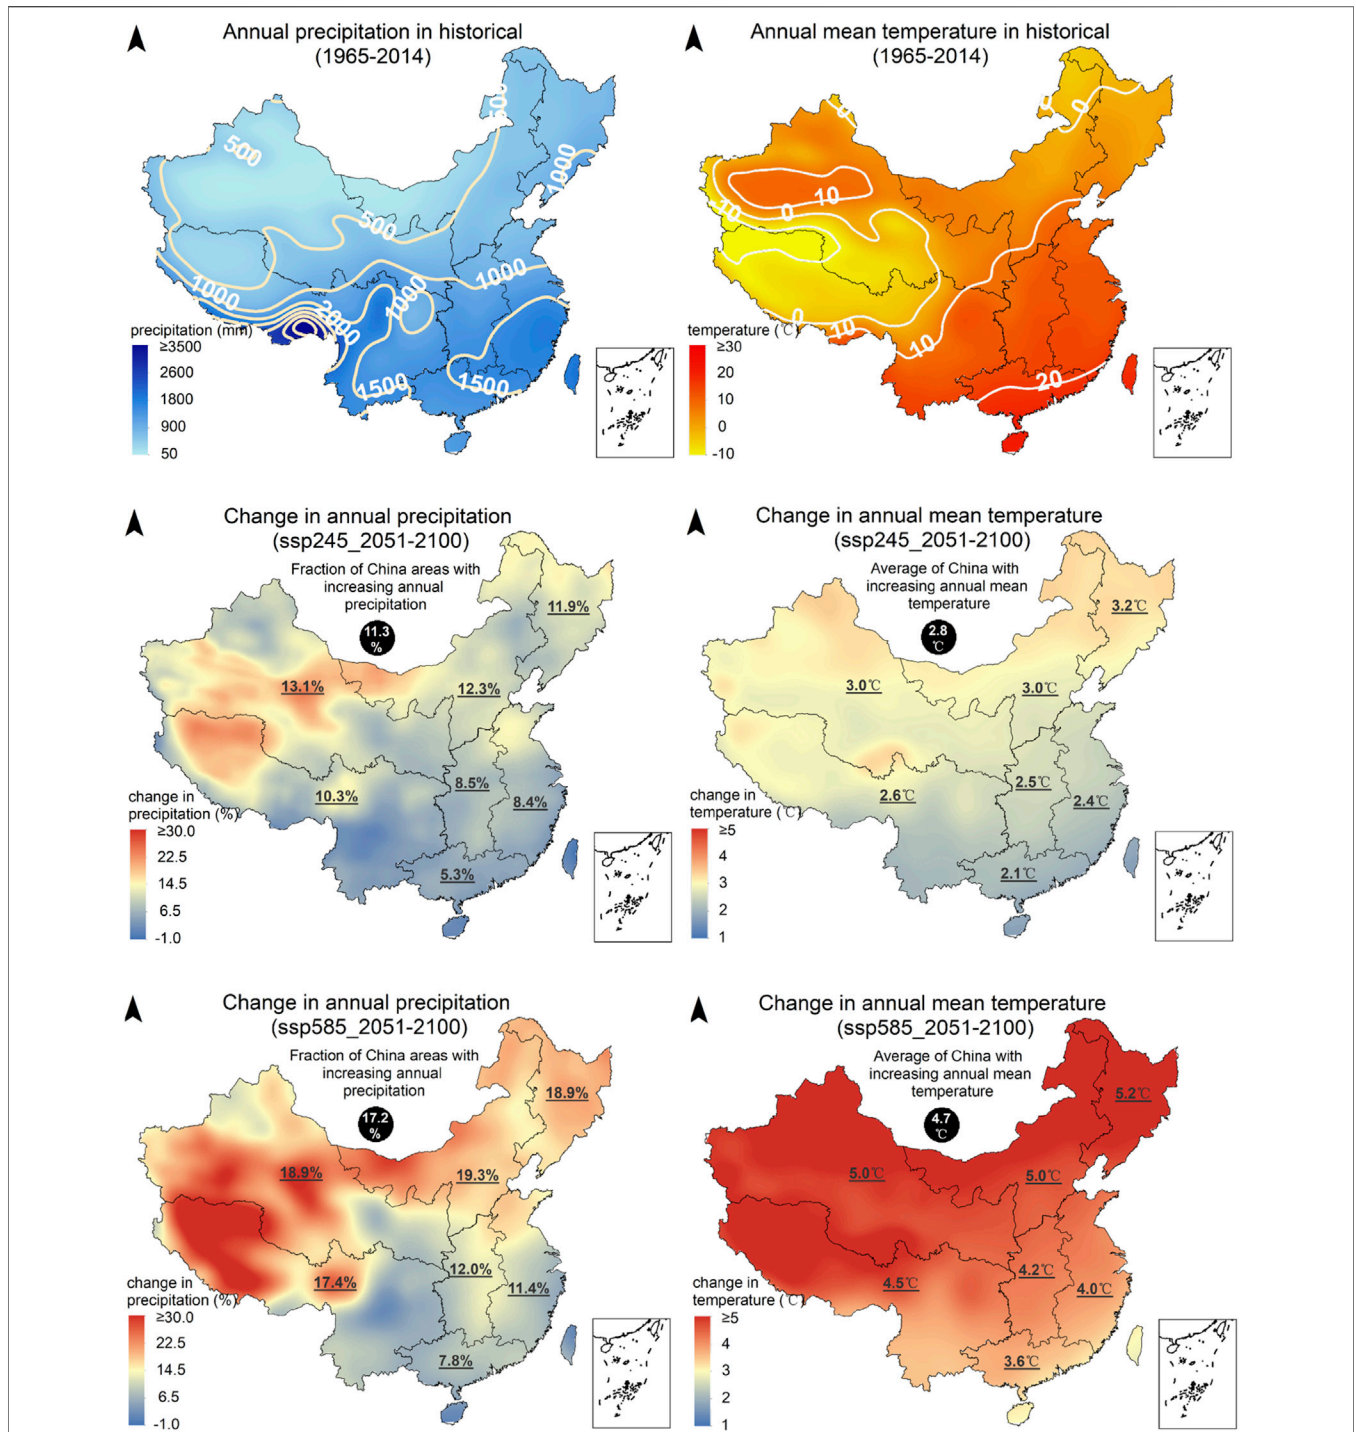 Annual precipitation in historical
(1965-2014)
500
500
1000
500
1000
1000
2000
1000
1500
1500
precipitation (mm)
≥3500
2600
1800
900
50
Annual mean temperature in historical
(1965-2014)
0
0
0
-10
0
10
0
10
10
20
temperature (℃)
≥30
20
10
0
-10
Change in annual precipitation
(ssp245_2051-2100)
Fraction of China areas with
increasing annual
precipitation
11.3
%
11.9%
13.1%
12.3%
8.5%
10.3%
8.4%
5.3%
change in
precipitation (%)
≥30.0
22.5
14.5
6.5
-1.0
Change in annual mean temperature
(ssp245_2051-2100)
Average of China with
increasing annual mean
temperature
2.8
℃
3.2℃
3.0℃
3.0℃
2.5℃
2.6℃
2.4℃
2.1℃
change in
temperature (℃)
≥5
4
3
2
1
Change in annual precipitation
(ssp585_2051-2100)
Fraction of China areas with
increasing annual
precipitation
17.2
%
18.9%
18.9%
19.3%
12.0%
17.4%
11.4%
7.8%
change in
precipitation (%)
≥30.0
22.5
14.5
6.5
-1.0
Change in annual mean temperature
(ssp585_2051-2100)
Average of China with
increasing annual mean
temperature
4.7
℃
5.2℃
5.0℃
5.0℃
4.2℃
4.5℃
4.0℃
3.6℃
change in
temperature (℃)
≥5
4
3
2
1